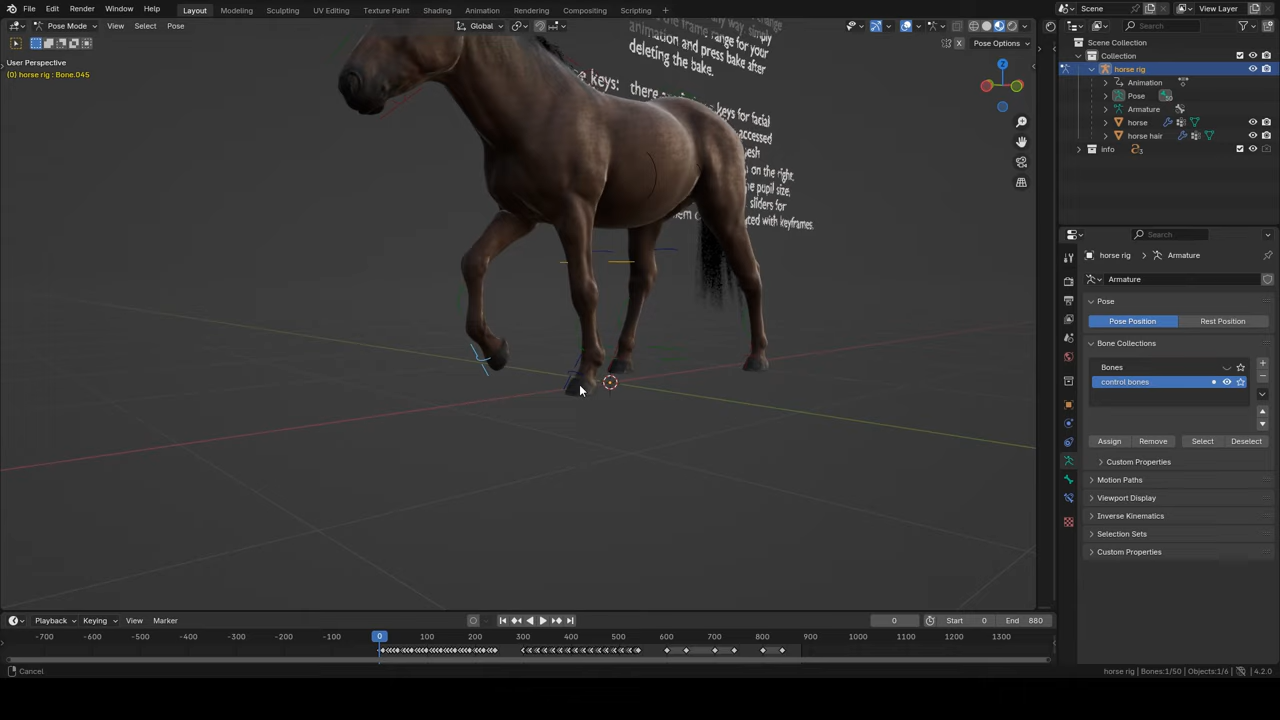 File Edit Render Window Help Layout Modeling Sculpting UV Editing Texture Paint Shading Animation Rendering Compositing Scripting +
Scene View Layer
Pose Mode View Select Pose Global
Search
Pose Options
User Perspective
(0) horse rig : Bone.045
Scene Collection
Collection
horse rig
Animation
Pose
50
Armature
horse
horse hair
info
3
animation and press bake after
deleting the bake.
keys:
keys for facial
accessed
on the right.
pupil size,
sliders for
with keyframes.
Z
Search
horse rig > Armature
Armature
Pose
Pose Position Rest Position
Bone Collections
Bones
control bones
Assign Remove Select Deselect
Custom Properties
Motion Paths
Viewport Display
Inverse Kinematics
Selection Sets
Custom Properties
Playback Keying View Marker 0 Start 0 End 880
-700 -600 -500 -400 -300 -200 -100 0 100 200 300 400 500 600 700 800 900 1000 1100 1200 1300
Cancel
horse rig | Bones:1/50 | Objects:1/6 | 4.2.0